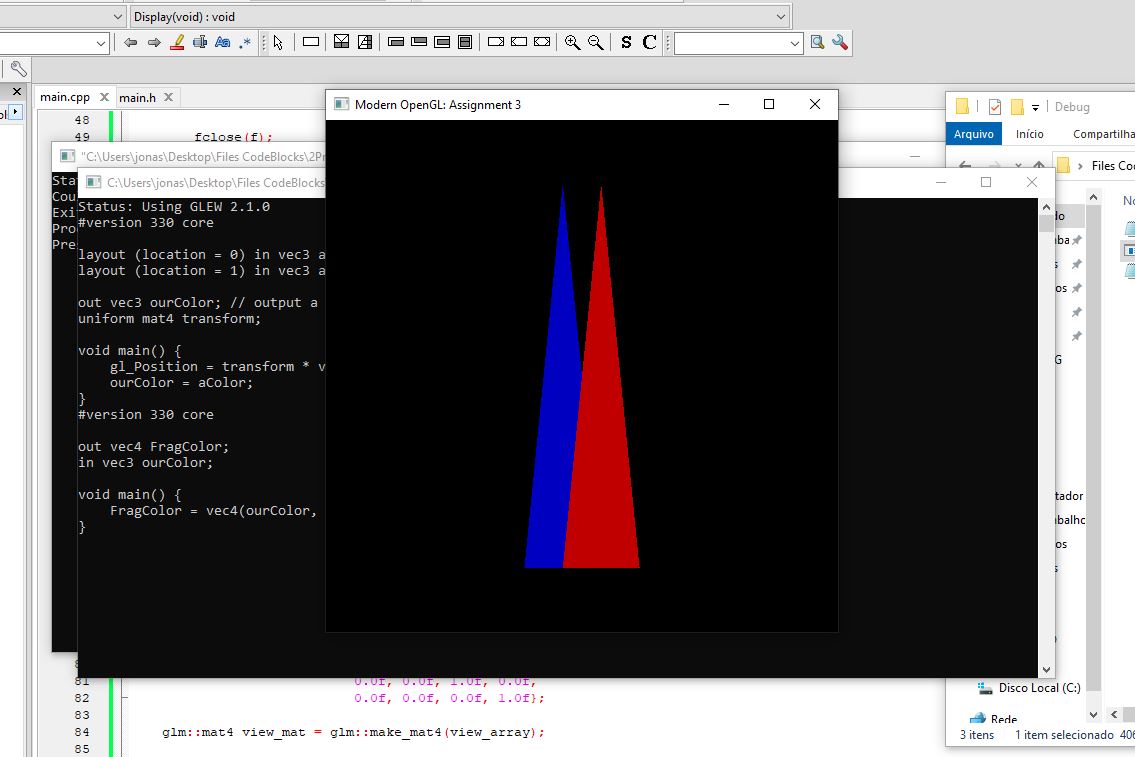 Display(void) : void
S C
main.cpp
main.h
48
49 fclose(f);
"C:\Users\jonas\Desktop\Files CodeBlocks\2Pr
Sta
Cou
Exi
Pro
Pre
C:\Users\jonas\Desktop\Files CodeBlocks
Status: Using GLEW 2.1.0
#version 330 core
layout (location = 0) in vec3 a
layout (location = 1) in vec3 a
out vec3 ourColor; // output a
uniform mat4 transform;
void main() {
gl_Position = transform * v
ourColor = aColor;
}
#version 330 core
out vec4 FragColor;
in vec3 ourColor;
void main() {
FragColor = vec4(ourColor,
}
Modern OpenGL: Assignment 3
81 0.0f, 0.0f, 1.0f, 0.0f,
82 0.0f, 0.0f, 0.0f, 1.0f};
83
84 glm::mat4 view_mat = glm::make_mat4(view_array);
85
Debug
Arquivo Início Compartilha
Files Co
No
do
ba
s
os
G
tador
abalho
os
s
Disco Local (C:)
Rede
3 itens 1 item selecionado 406